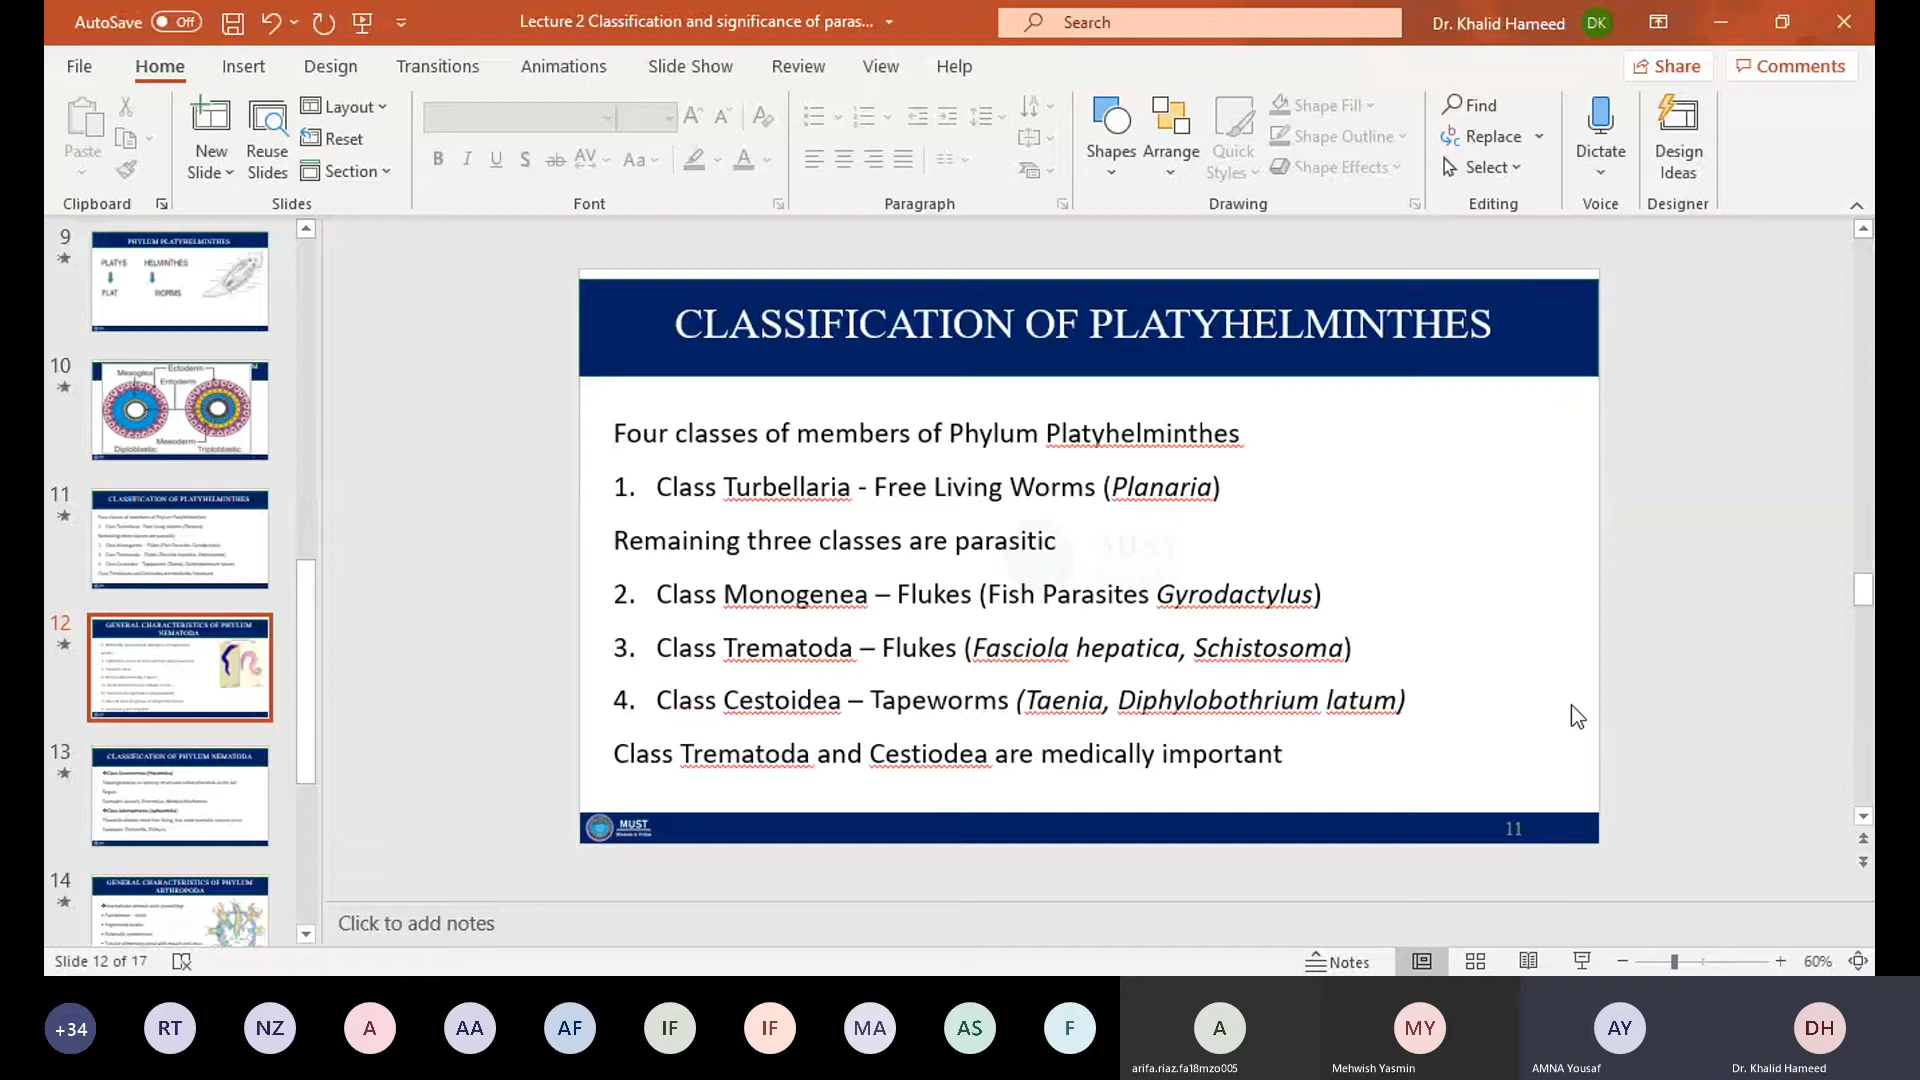 AutoSave Off
Lecture 2 Classification and significance of paras...
Search
Dr. Khalid Hameed DK
File Home Insert Design Transitions Animations Slide Show Review View Help
Share Comments
Paste
New Slide
Reuse Slides
Layout
Reset
Section
Shapes
Arrange
Quick Styles
Shape Fill
Shape Outline
Shape Effects
Find
Replace
Select
Dictate
Design Ideas
Clipboard Slides Font Paragraph Drawing Editing Voice Designer
9
PHYLUM PLATYHELMINTHES
PLATYS HELMINTHES
FLAT WORMS
10
Mesoglea Ectoderm
Entoderm
Mesoderm
Diploblastic Triploblastic
11
CLASSIFICATION OF PLATYHELMINTHES
12
GENERAL CHARACTERISTICS OF PHYLUM
NEMATODA
13
CLASSIFICATION OF PHYLUM NEMATODA
14
GENERAL CHARACTERISTICS OF PHYLUM
ARTHROPODA
CLASSIFICATION OF PLATYHELMINTHES
Four classes of members of Phylum Platyhelminthes
1. Class Turbellaria - Free Living Worms (Planaria)
Remaining three classes are parasitic
2. Class Monogenea – Flukes (Fish Parasites Gyrodactylus)
3. Class Trematoda – Flukes (Fasciola hepatica, Schistosoma)
4. Class Cestoidea – Tapeworms (Taenia, Diphylobothrium latum)
Class Trematoda and Cestiodea are medically important
MUST
11
Click to add notes
Slide 12 of 17
Notes
60%
+34 RT NZ A AA AF IF IF MA AS F A MY AY DH
arifa.riaz.fa18mzo005 Mehwish Yasmin AMNA Yousaf Dr. Khalid Hameed